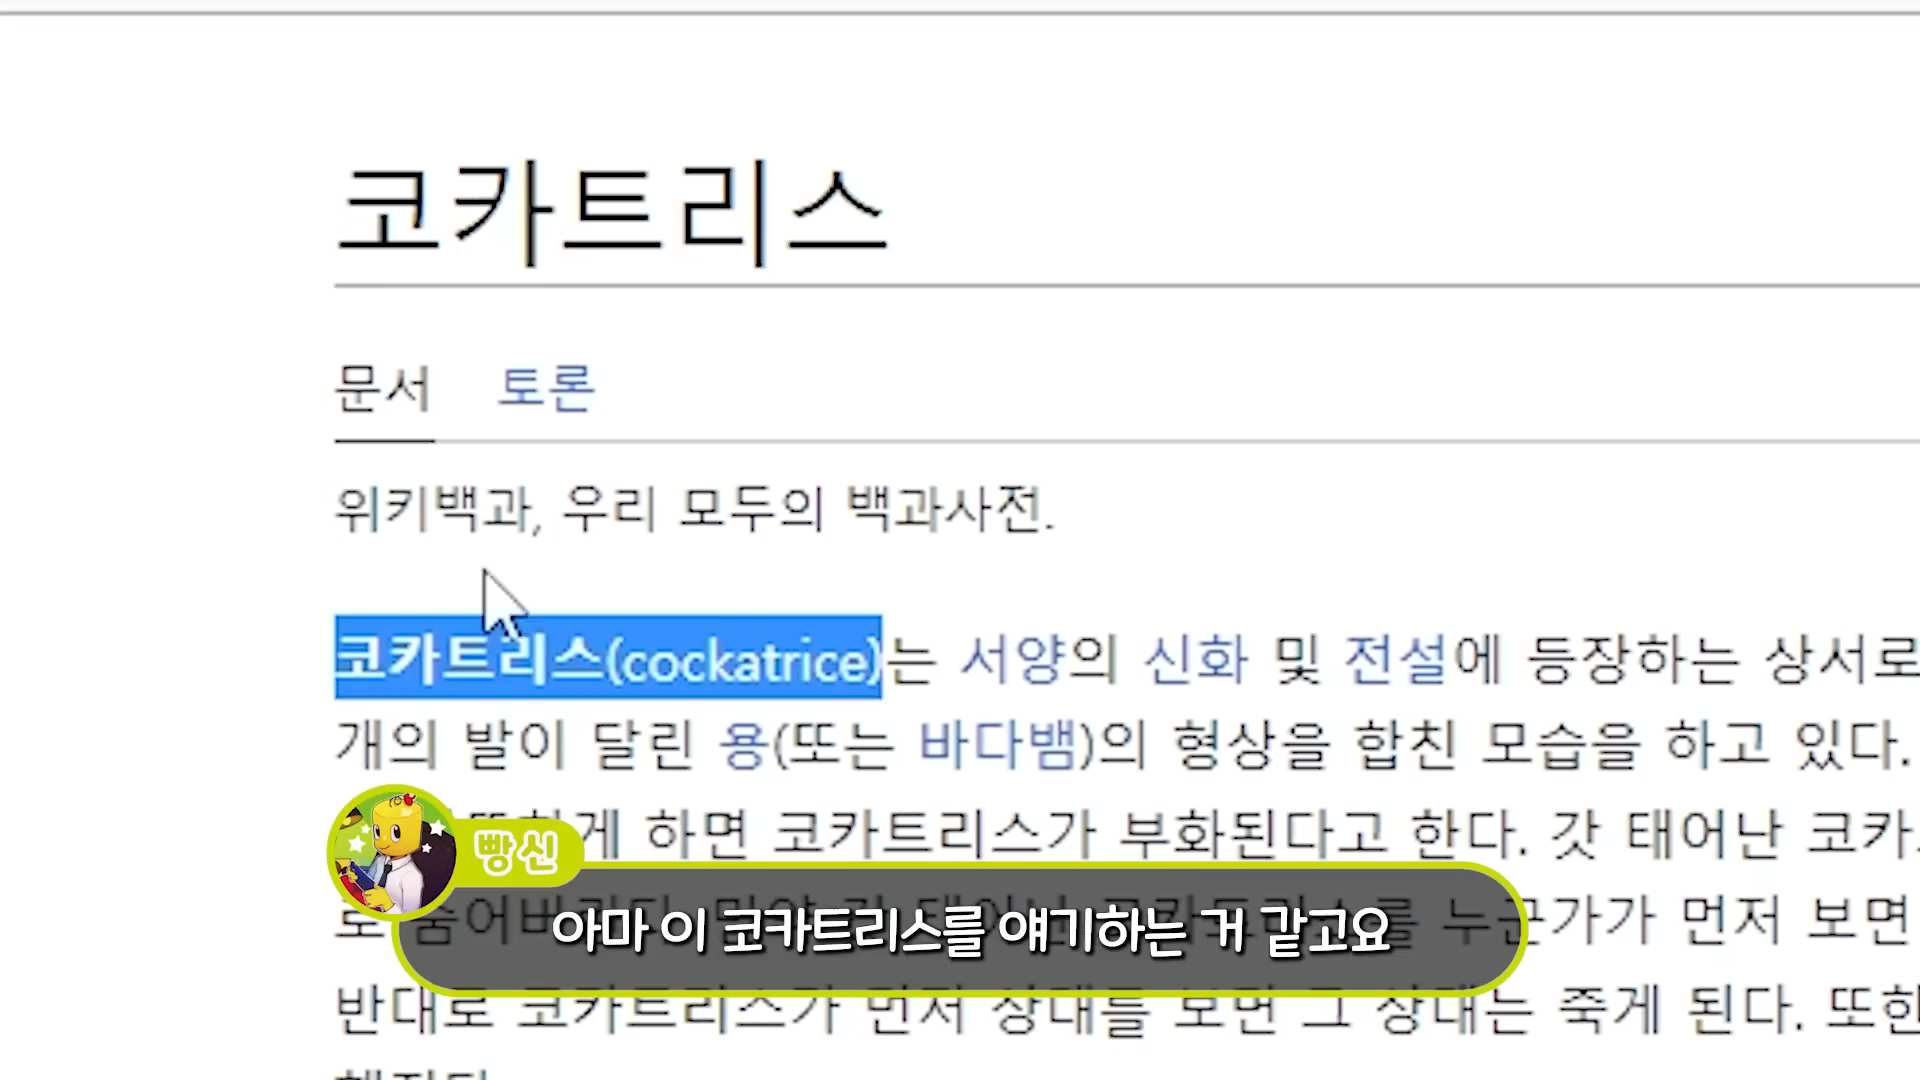 코카트리스
문서 토론
위키백과, 우리 모두의 백과사전.
코카트리스(cockatrice)는 서양의 신화 및 전설에 등장하는 상서로
개의 발이 달린 용(또는 바다뱀)의 형상을 합친 모습을 하고 있다.
하면 코카트리스가 부화된다고 한다. 갓 태어난 코카
빵신
누군가가 먼저 보면
아마 이 코카트리스를 얘기하는 거 같고요
반대로 코카트리스가 먼저 상대를 보면 그 상대는 죽게 된다. 또한